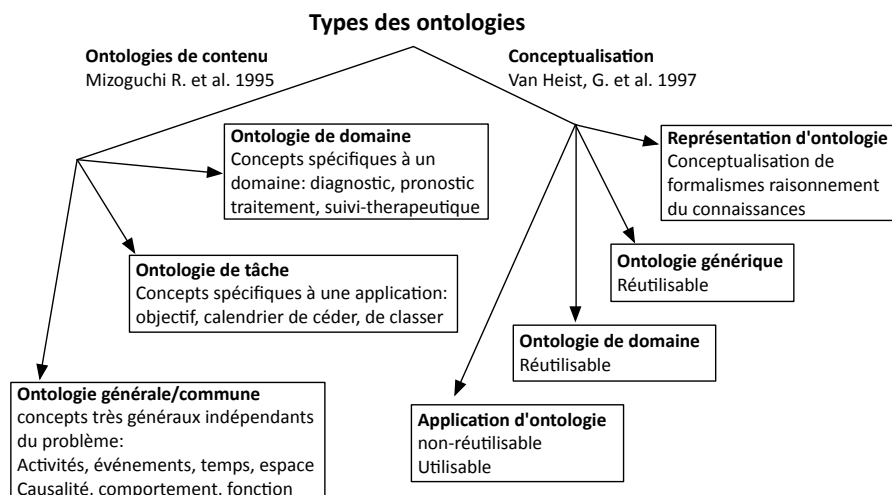 Types des ontologies
Ontologies de contenu
Mizoguchi R. et al. 1995
Conceptualisation
Van Heist, G. et al. 1997
Ontologie de domaine
Concepts spécifiques à un
domaine: diagnostic, pronostic
traitement, suivi-therapeutique
Représentation d'ontologie
Conceptualisation de
formalismes raisonnement
du connaissances
Ontologie de tâche
Concepts spécifiques à une application:
objectif, calendrier de céder, de classer
Ontologie générique
Réutilisable
Ontologie de domaine
Réutilisable
Ontologie générale/commune
concepts très généraux indépendants
du problème:
Activités, événements, temps, espace
Causalité, comportement, fonction
Application d'ontologie
non-réutilisable
Utilisable